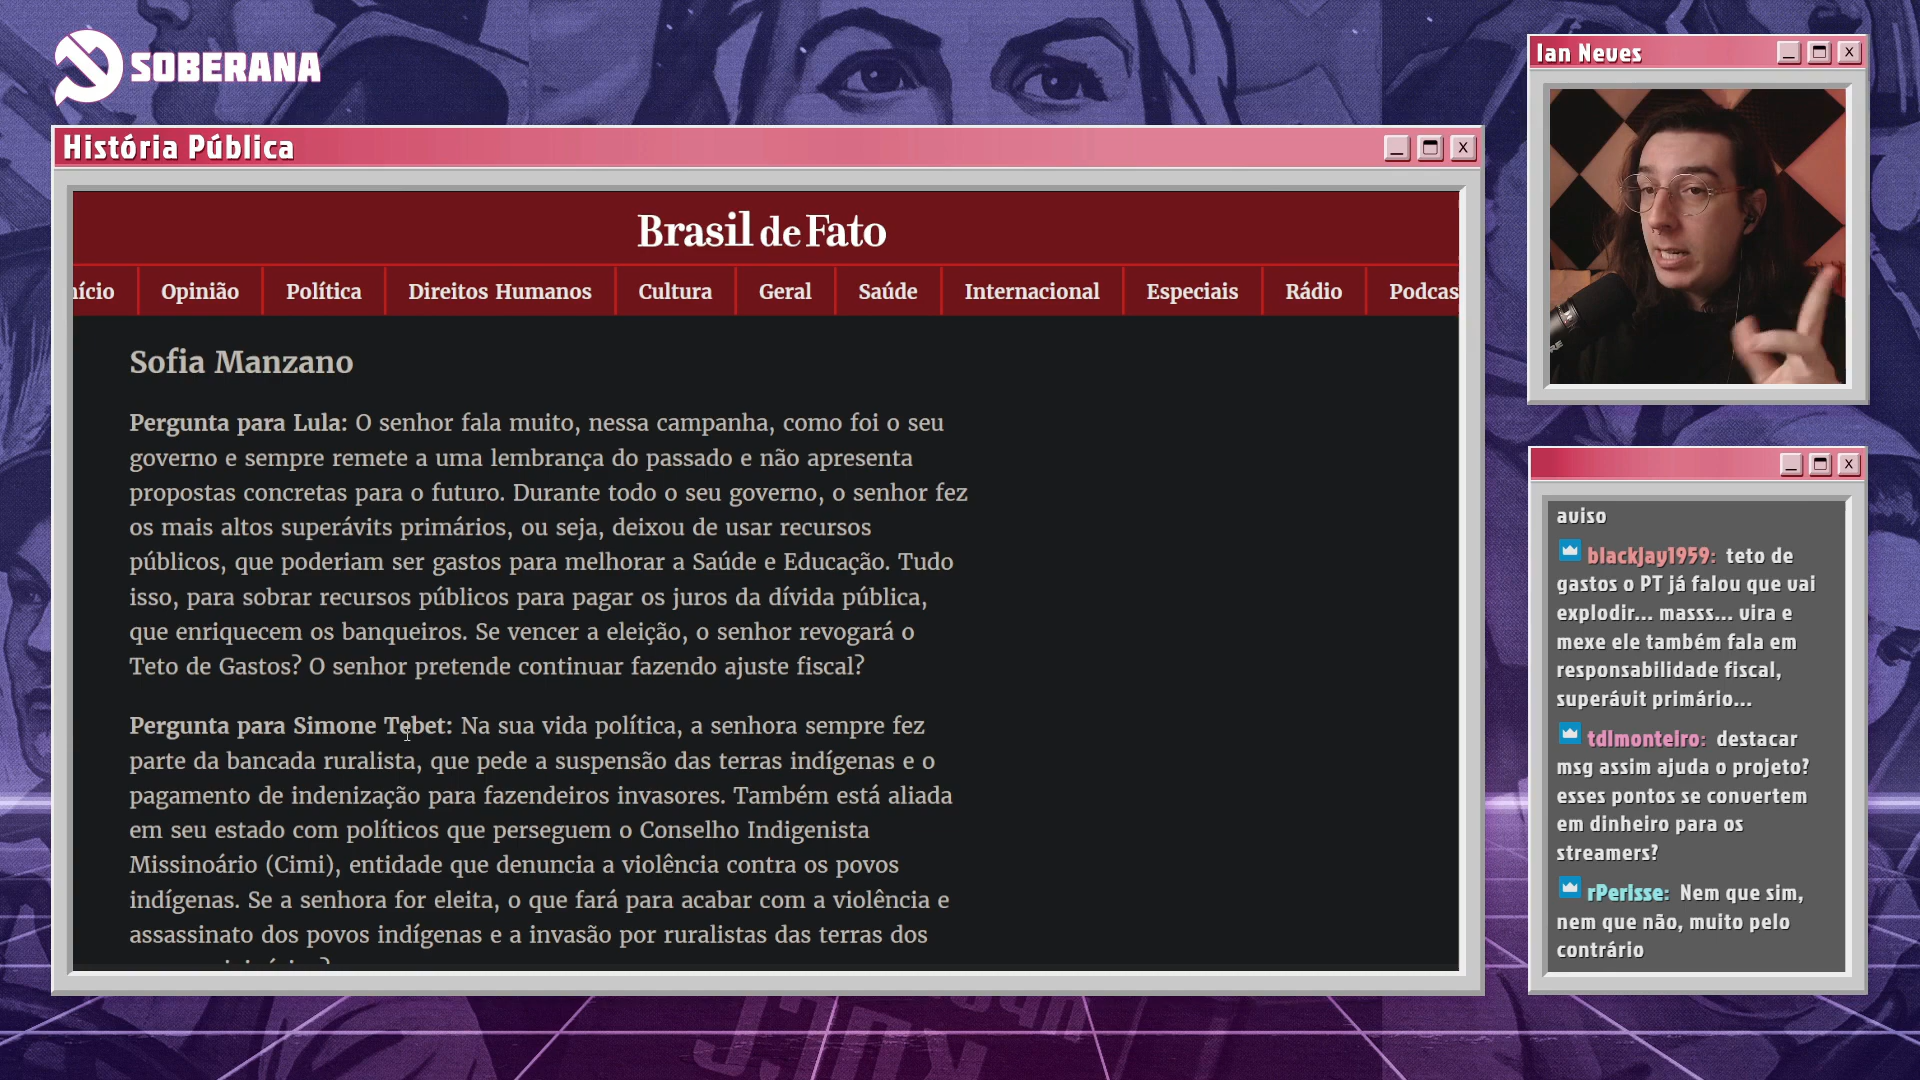 SOBERANA
História Pública
Brasil de Fato
ício
Opinião
Política
Direitos Humanos
Cultura
Geral
Saúde
Internacional
Especiais
Rádio
Podcas
Sofia Manzano
Pergunta para Lula: O senhor fala muito, nessa campanha, como foi o seu
governo e sempre remete a uma lembrança do passado e não apresenta
propostas concretas para o futuro. Durante todo o seu governo, o senhor fez
os mais altos superávits primários, ou seja, deixou de usar recursos
públicos, que poderiam ser gastos para melhorar a Saúde e Educação. Tudo
isso, para sobrar recursos públicos para pagar os juros da dívida pública,
que enriquecem os banqueiros. Se vencer a eleição, o senhor revogará o
Teto de Gastos? O senhor pretende continuar fazendo ajuste fiscal?
Pergunta para Simone Tebet: Na sua vida política, a senhora sempre fez
parte da bancada ruralista, que pede a suspensão das terras indígenas e o
pagamento de indenização para fazendeiros invasores. Também está aliada
em seu estado com políticos que perseguem o Conselho Indigenista
Missinoário (Cimi), entidade que denuncia a violência contra os povos
indígenas. Se a senhora for eleita, o que fará para acabar com a violência e
assassinato dos povos indígenas e a invasão por ruralistas das terras dos
Ian Neves
aviso
blackjay1959: teto de
gastos o PT já falou que vai
explodir... masss... vira e
mexe ele também fala em
responsabilidade fiscal,
superávit primário...
tdlmonteiro: destacar
msg assim ajuda o projeto?
esses pontos se convertem
em dinheiro para os
streamers?
rPerisse: Nem que sim,
nem que não, muito pelo
contrário